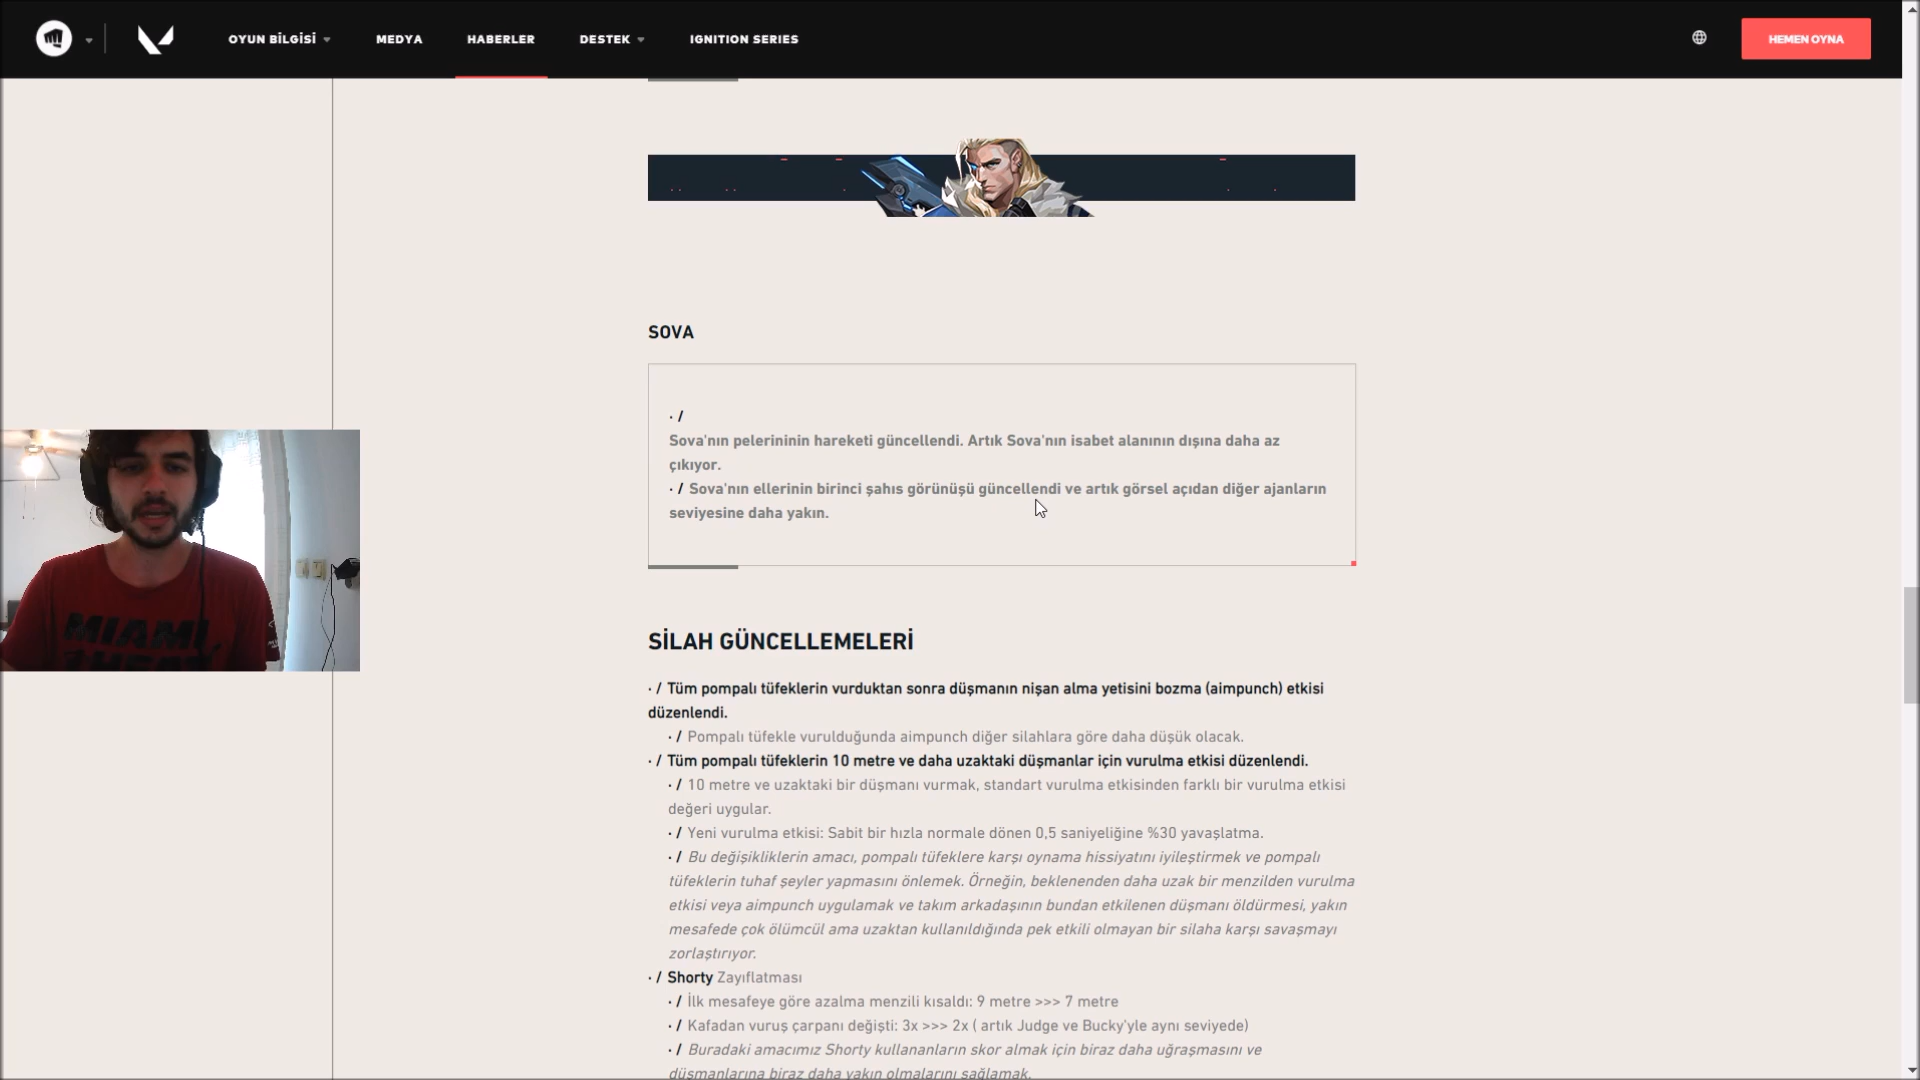 OYUN BİLGİSİ
MEDYA
HABERLER
DESTEK
IGNITION SERIES
HEMEN OYNA
SOVA
· /
Sova'nın pelerininin hareketi güncellendi. Artık Sova'nın isabet alanının dışına daha az
çıkıyor.
· / Sova'nın ellerinin birinci şahıs görünüşü güncellendi ve artık görsel açıdan diğer ajanların
seviyesine daha yakın.
MIAMI
HEAT
SİLAH GÜNCELLEMELERİ
· / Tüm pompalı tüfeklerin vurduktan sonra düşmanın nişan alma yetisini bozma (aimpunch) etkisi
düzenlendi.
· / Pompalı tüfekle vurulduğunda aimpunch diğer silahlara göre daha düşük olacak.
· / Tüm pompalı tüfeklerin 10 metre ve daha uzaktaki düşmanlar için vurulma etkisi düzenlendi.
· / 10 metre ve uzaktaki bir düşmanı vurmak, standart vurulma etkisinden farklı bir vurulma etkisi
değeri uygular.
· / Yeni vurulma etkisi: Sabit bir hızla normale dönen 0,5 saniyeliğine %30 yavaşlatma.
· / Bu değişikliklerin amacı, pompalı tüfeklere karşı oynama hissiyatını iyileştirmek ve pompalı
tüfeklerin tuhaf şeyler yapmasını önlemek. Örneğin, beklenenden daha uzak bir menzilden vurulma
etkisi veya aimpunch uygulamak ve takım arkadaşının bundan etkilenen düşmanı öldürmesi, yakın
mesafede çok ölümcül ama uzaktan kullanıldığında pek etkili olmayan bir silaha karşı savaşmayı
zorlaştırıyor.
· / Shorty Zayıflatması
· / İlk mesafeye göre azalma menzili kısaldı: 9 metre >>> 7 metre
· / Kafadan vuruş çarpanı değişti: 3x >>> 2x ( artık Judge ve Bucky'yle aynı seviyede)
· / Buradaki amacımız Shorty kullananların skor almak için biraz daha uğraşmasını ve
düşmanlarına biraz daha yakın olmalarını sağlamak.